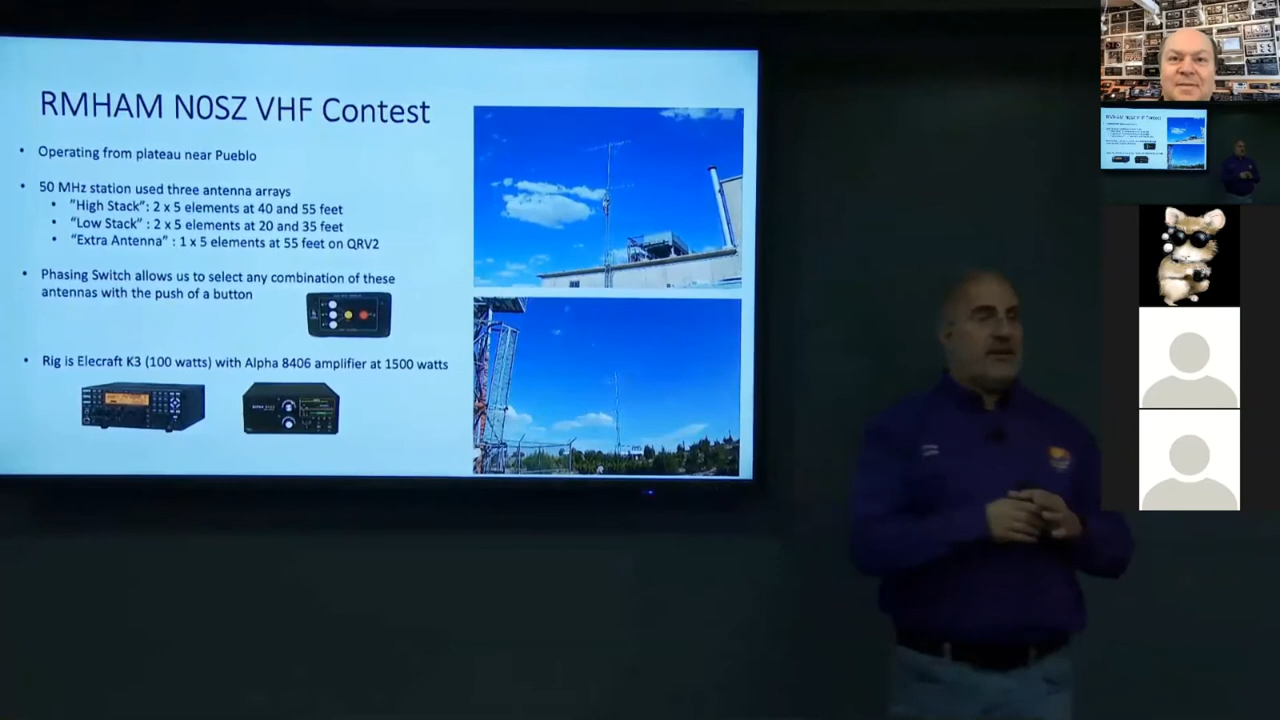 RMHAM N0SZ VHF Contest
• Operating from plateau near Pueblo
• 50 MHz station used three antenna arrays
• "High Stack": 2 x 5 elements at 40 and 55 feet
• "Low Stack" : 2 x 5 elements at 20 and 35 feet
• "Extra Antenna" : 1 x 5 elements at 55 feet on QRV2
• Phasing Switch allows us to select any combination of these
antennas with the push of a button
• Rig is Elecraft K3 (100 watts) with Alpha 8406 amplifier at 1500 watts